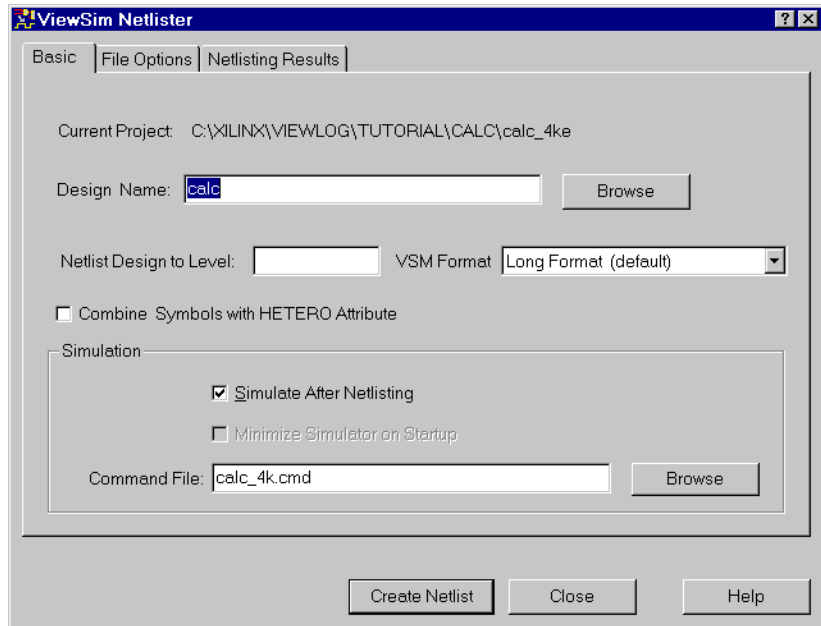 ViewSim Netlister
Basic File Options Netlisting Results
Current Project: C:\XILINX\VIEWLOG\TUTORIAL\CALC\calc_4ke
Design Name: calc Browse
Netlist Design to Level: VSM Format Long Format (default)
Combine Symbols with HETERO Attribute
Simulation
Simulate After Netlisting
Minimize Simulator on Startup
Command File: calc_4k.cmd Browse
Create Netlist Close Help